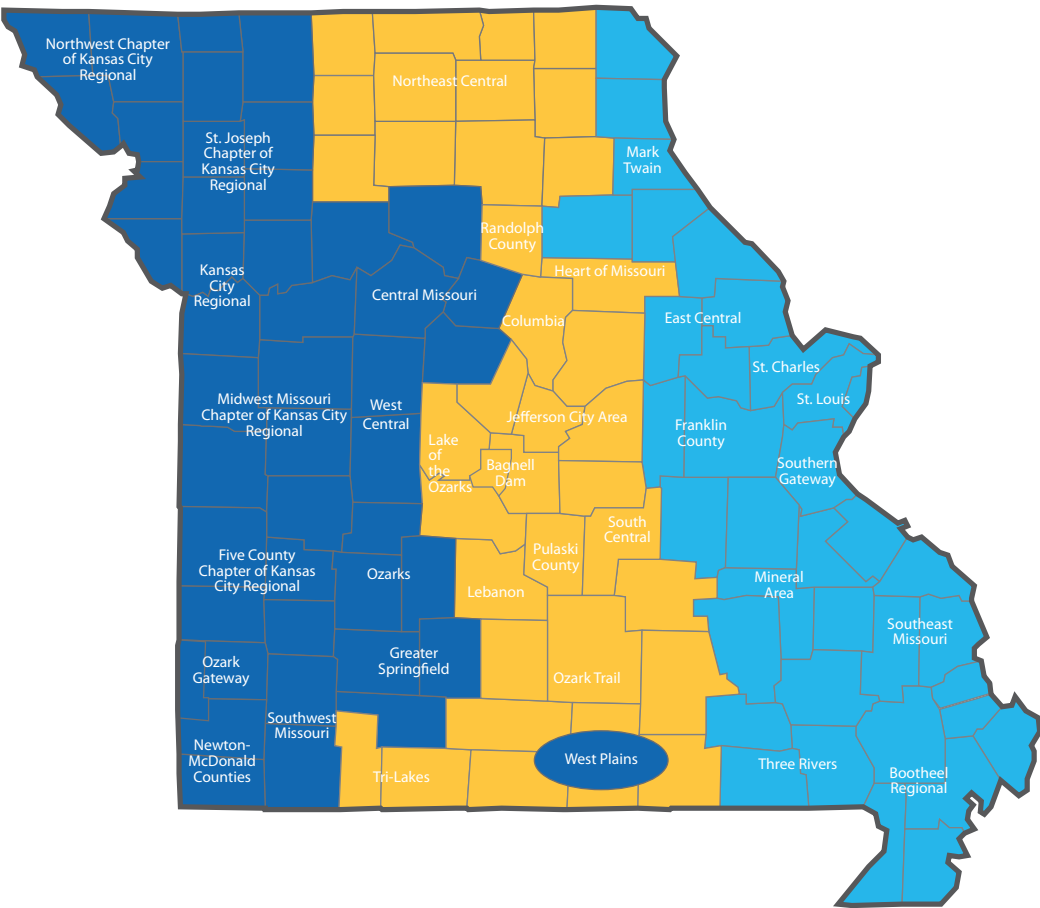 Northwest Chapter
of Kansas City
Regional
Northeast Central
St. Joseph
Chapter of
Kansas City
Regional
Mark
Twain
Randolph
County
Kansas
City
Regional
Heart of Missouri
Central Missouri
Columbia
East Central
St. Charles
St. Louis
Midwest Missouri
Chapter of Kansas City
Regional
West
Central
Jefferson City Area
Franklin
County
Lake
of
the
Ozarks
Bagnell
Dam
Southern
Gateway
South
Central
Five County
Chapter of Kansas
City Regional
Ozarks
Pulaski
County
Lebanon
Mineral
Area
Southeast
Missouri
Ozark
Gateway
Greater
Springfield
Ozark Trail
Southwest
Missouri
Newton-
McDonald
Counties
Tri-Lakes
West Plains
Three Rivers
Bootheel
Regional